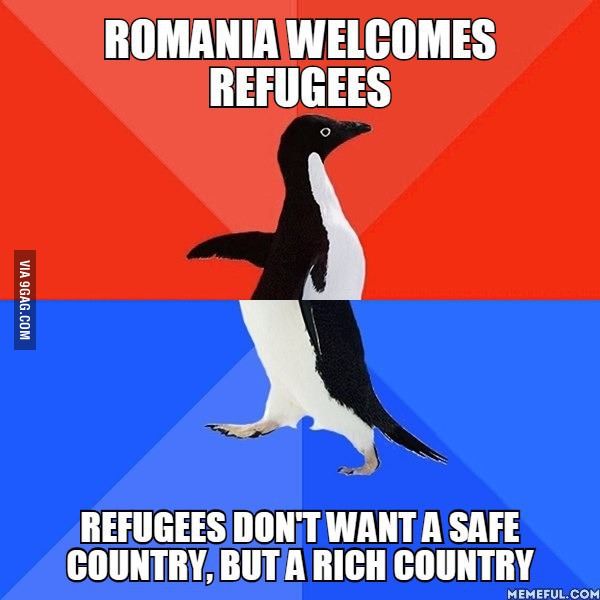 ROMANIA WELCOMES
REFUGEES
VIA 9GAG.COM
REFUGEES DON'T WANT A SAFE
COUNTRY, BUT A RICH COUNTRY
MEMEFUL.COM